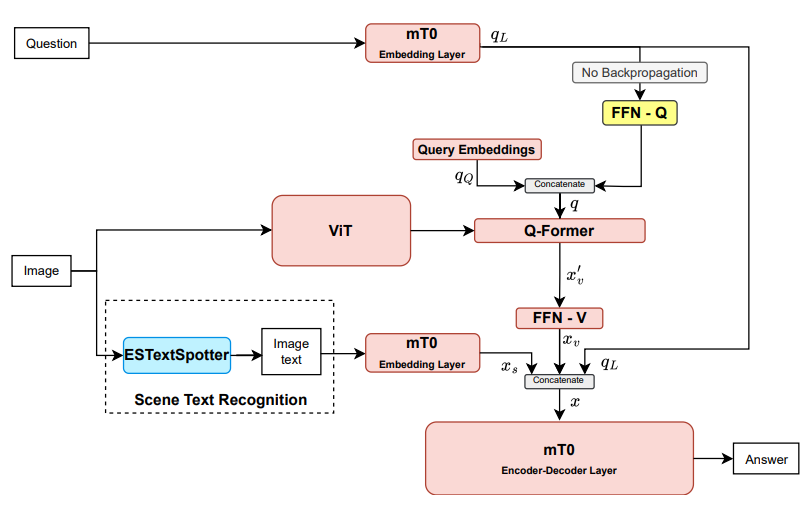 Question
mT0
Embedding Layer
q_L
No Backpropagation
FFN - Q
Query Embeddings
q_Q
Concatenate
q
ViT
Q-Former
Image
x'_v
FFN - V
ESTextSpotter
Image
text
Scene Text Recognition
mT0
Embedding Layer
x_s
x_v
q_L
Concatenate
x
mT0
Encoder-Decoder Layer
Answer